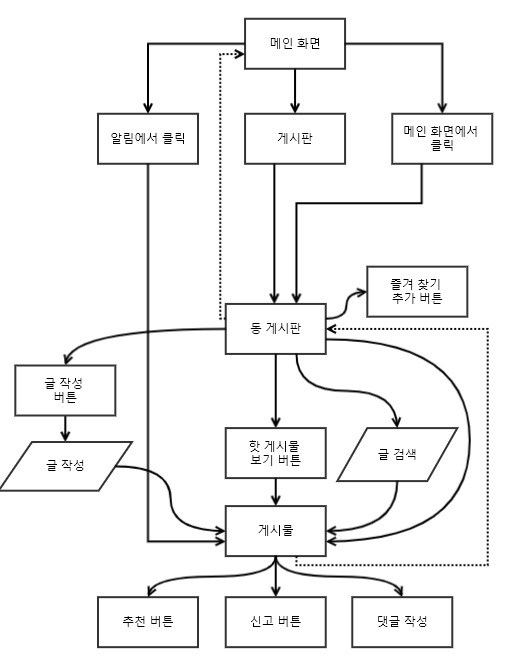 메인 화면
알림에서 클릭
게시판
메인 화면에서
클릭
즐겨 찾기
추가 버튼
동 게시판
글 작성
버튼
핫 게시물
보기 버튼
글 검색
글 작성
게시물
추천 버튼
신고 버튼
댓글 작성